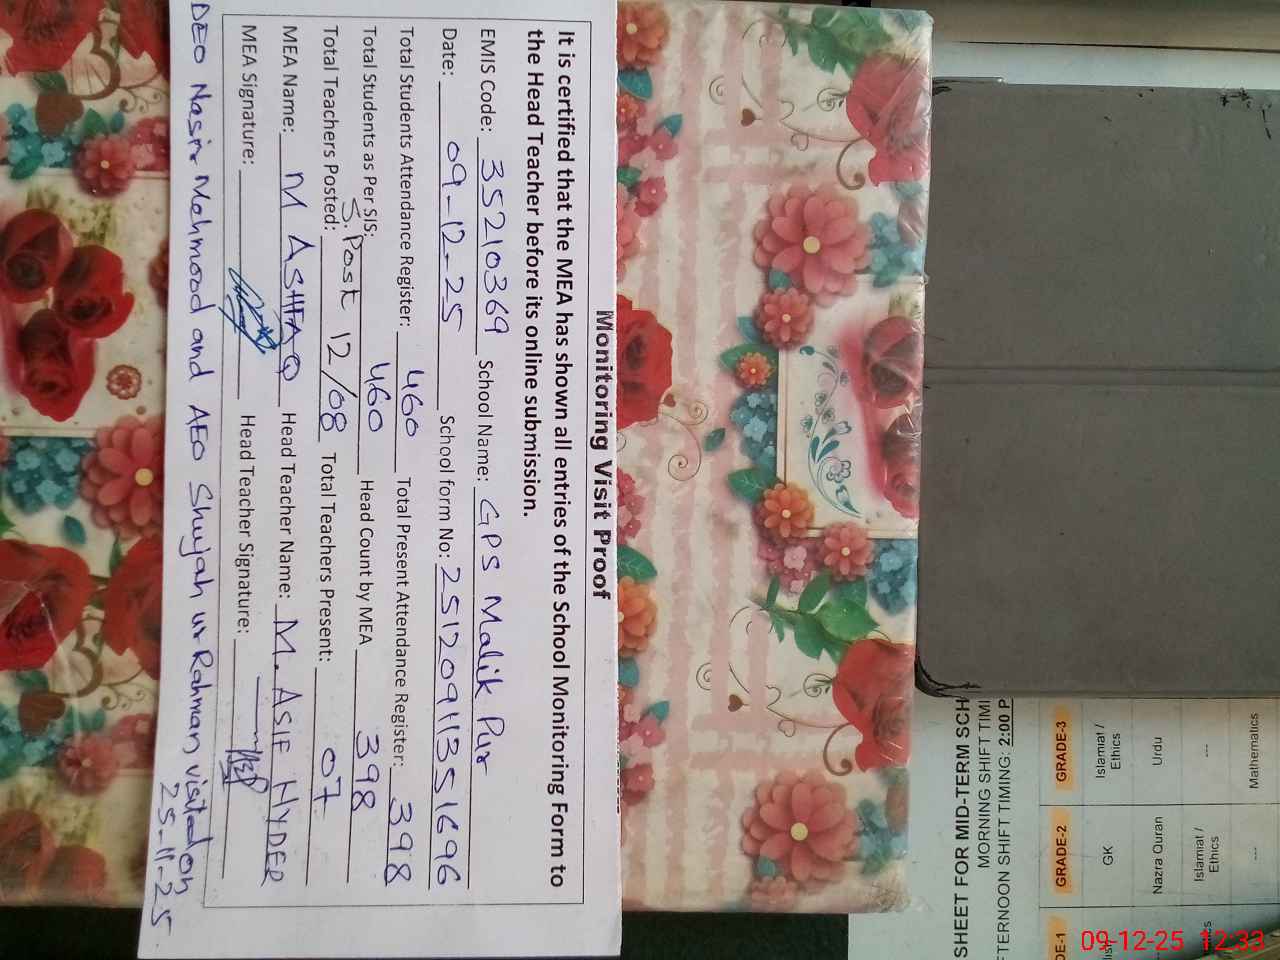 Monitoring Visit Proof
It is certified that the MEA has shown all entries of the School Monitoring Form to
the Head Teacher before its online submission.
EMIS Code: 35210369 School Name: GPS Malik Pur
Date: 09-12-25 School form No: 2512091135 1696
Total Students Attendance Register: 460 Total Present Attendance Register: 398
Total Students as Per SIS: 460 Head Count by MEA 398
Total Teachers Posted: S.Post 12/08 Total Teachers Present: 07
MEA Name: M ASHFAQ Head Teacher Name: M. ASIF HYDER
MEA Signature: Head Teacher Signature:
DEO Nasir Mehmood and AEO Shujah ur Rahman visited on
25-11-25
SHEET FOR MID-TERM SCH
MORNING SHIFT TIMI
FTERNOON SHIFT TIMING: 2:00 P
DE-1 GRADE-2 GRADE-3
GK Islamiat / Ethics
Nazra Quran Urdu
Islamiat / Ethics ---
--- Mathematics
09-12-25 12:33